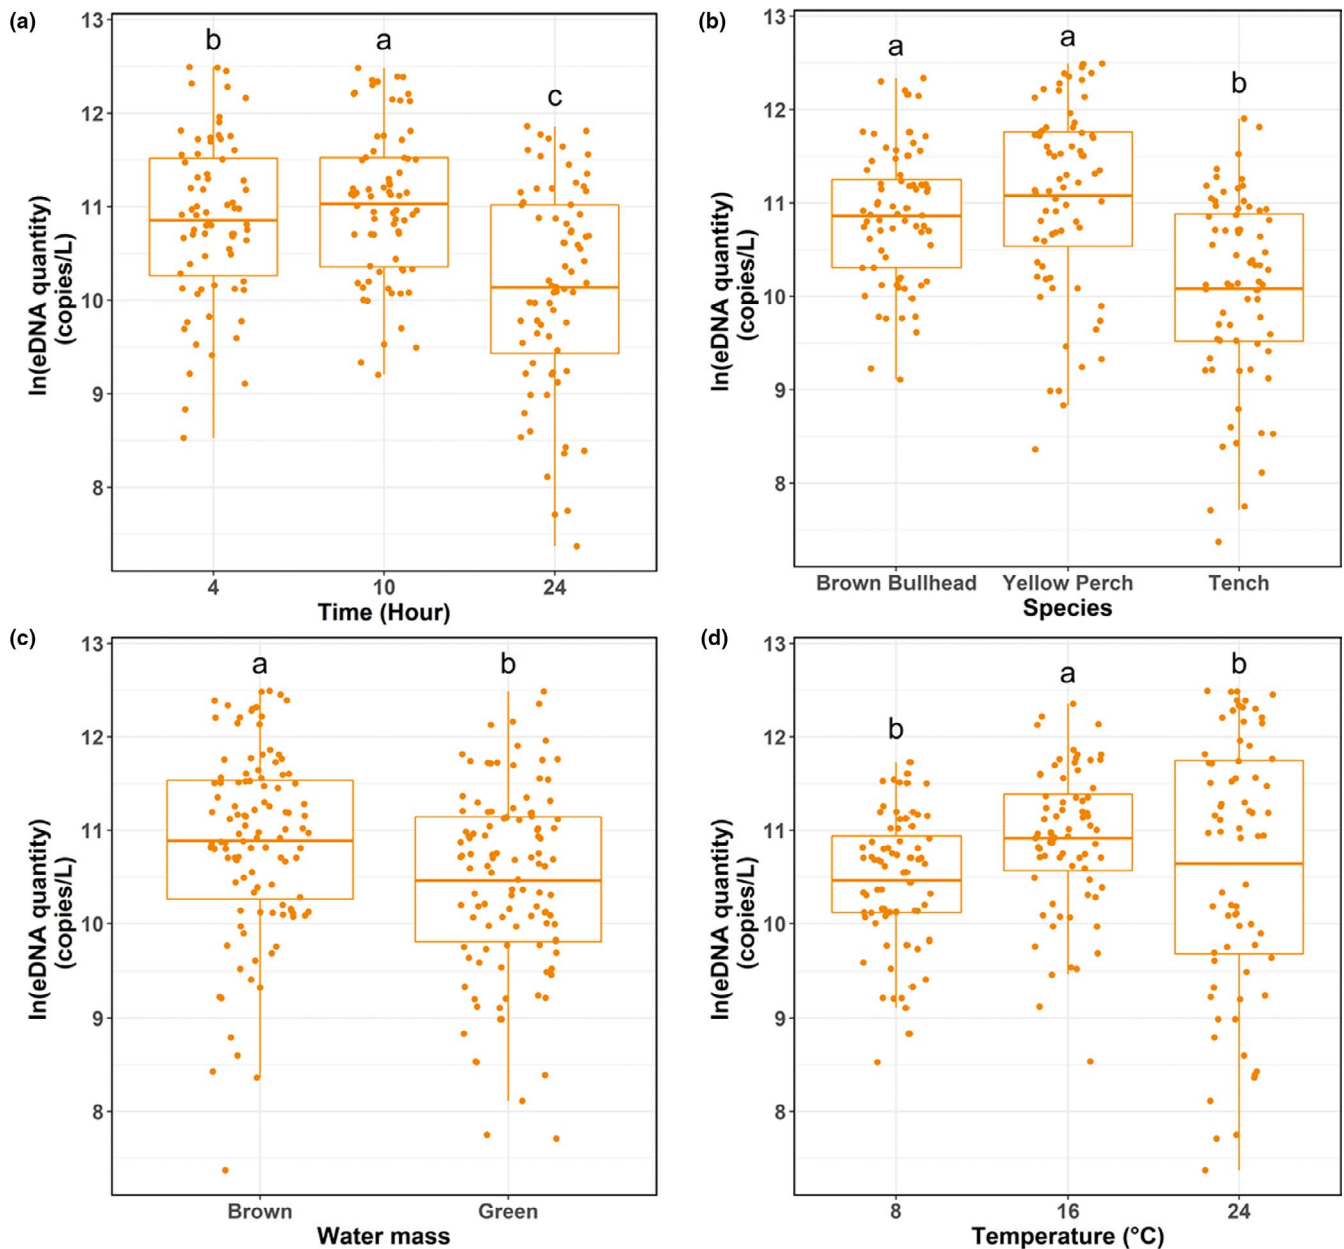 (a)
13
12
11
10
9
8
ln(eDNA quantity)
(copies/L)
b
a
c
4
10
24
Time (Hour)
(b)
13
12
11
10
9
8
ln(eDNA quantity)
(copies/L)
a
a
b
Brown Bullhead
Yellow Perch
Tench
Species
(c)
13
12
11
10
9
8
ln(eDNA quantity)
(copies/L)
a
b
Brown
Green
Water mass
(d)
13
12
11
10
9
8
ln(eDNA quantity)
(copies/L)
b
a
b
8
16
24
Temperature (°C)